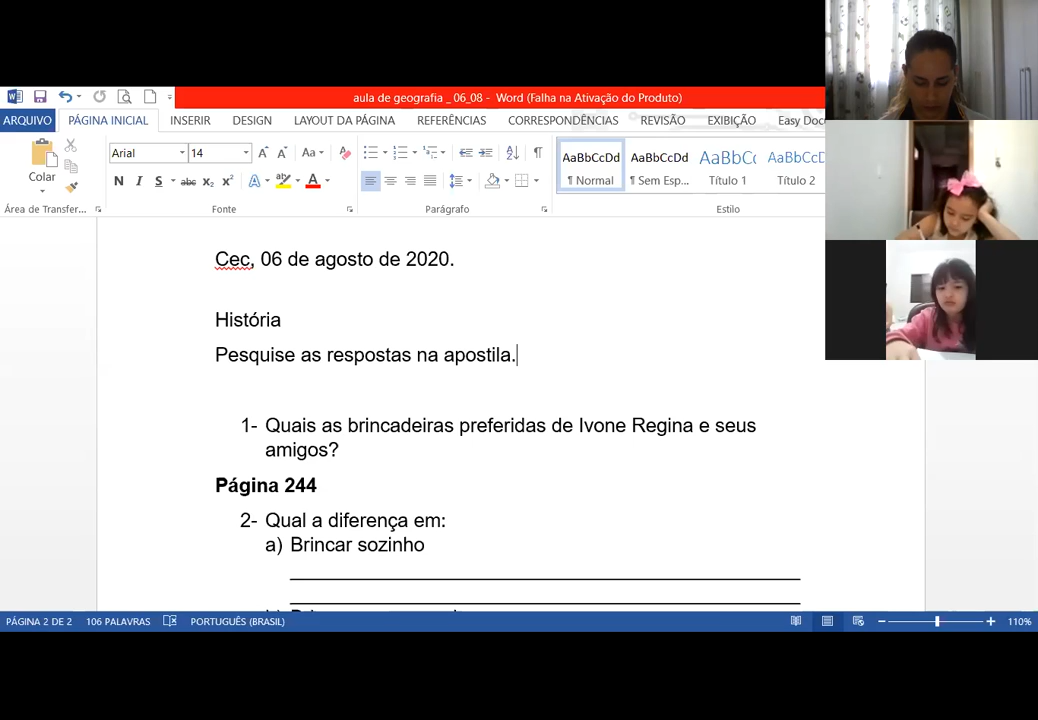 aula de geografia _ 06_08 - Word (Falha na Ativação do Produto)
ARQUIVO PÁGINA INICIAL INSERIR DESIGN LAYOUT DA PÁGINA REFERÊNCIAS CORRESPONDÊNCIAS REVISÃO EXIBIÇÃO Easy Doc
Colar
Arial 14
AaBbCcDd AaBbCcDd AaBbCc AaBbCcD
¶ Normal ¶ Sem Esp... Título 1 Título 2
Área de Transfer... Fonte Parágrafo Estilo
Cec, 06 de agosto de 2020.
História
Pesquise as respostas na apostila.
1- Quais as brincadeiras preferidas de Ivone Regina e seus
amigos?
Página 244
2- Qual a diferença em:
a) Brincar sozinho
PÁGINA 2 DE 2 106 PALAVRAS PORTUGUÊS (BRASIL) 110%